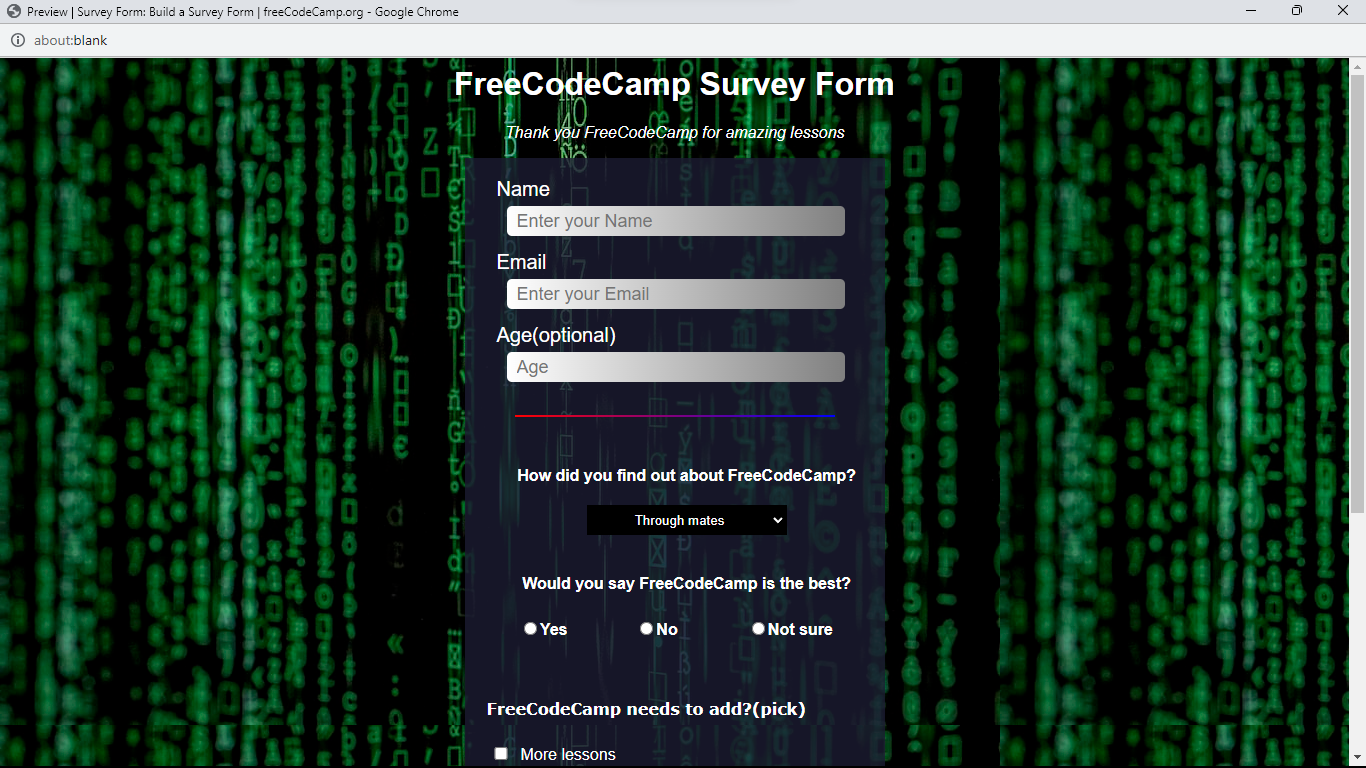 Preview | Survey Form: Build a Survey Form | freeCodeCamp.org - Google Chrome
about:blank
FreeCodeCamp Survey Form
Thank you FreeCodeCamp for amazing lessons
Name
Enter your Name
Email
Enter your Email
Age(optional)
Age
How did you find out about FreeCodeCamp?
Through mates
Would you say FreeCodeCamp is the best?
Yes No Not sure
FreeCodeCamp needs to add?(pick)
More lessons